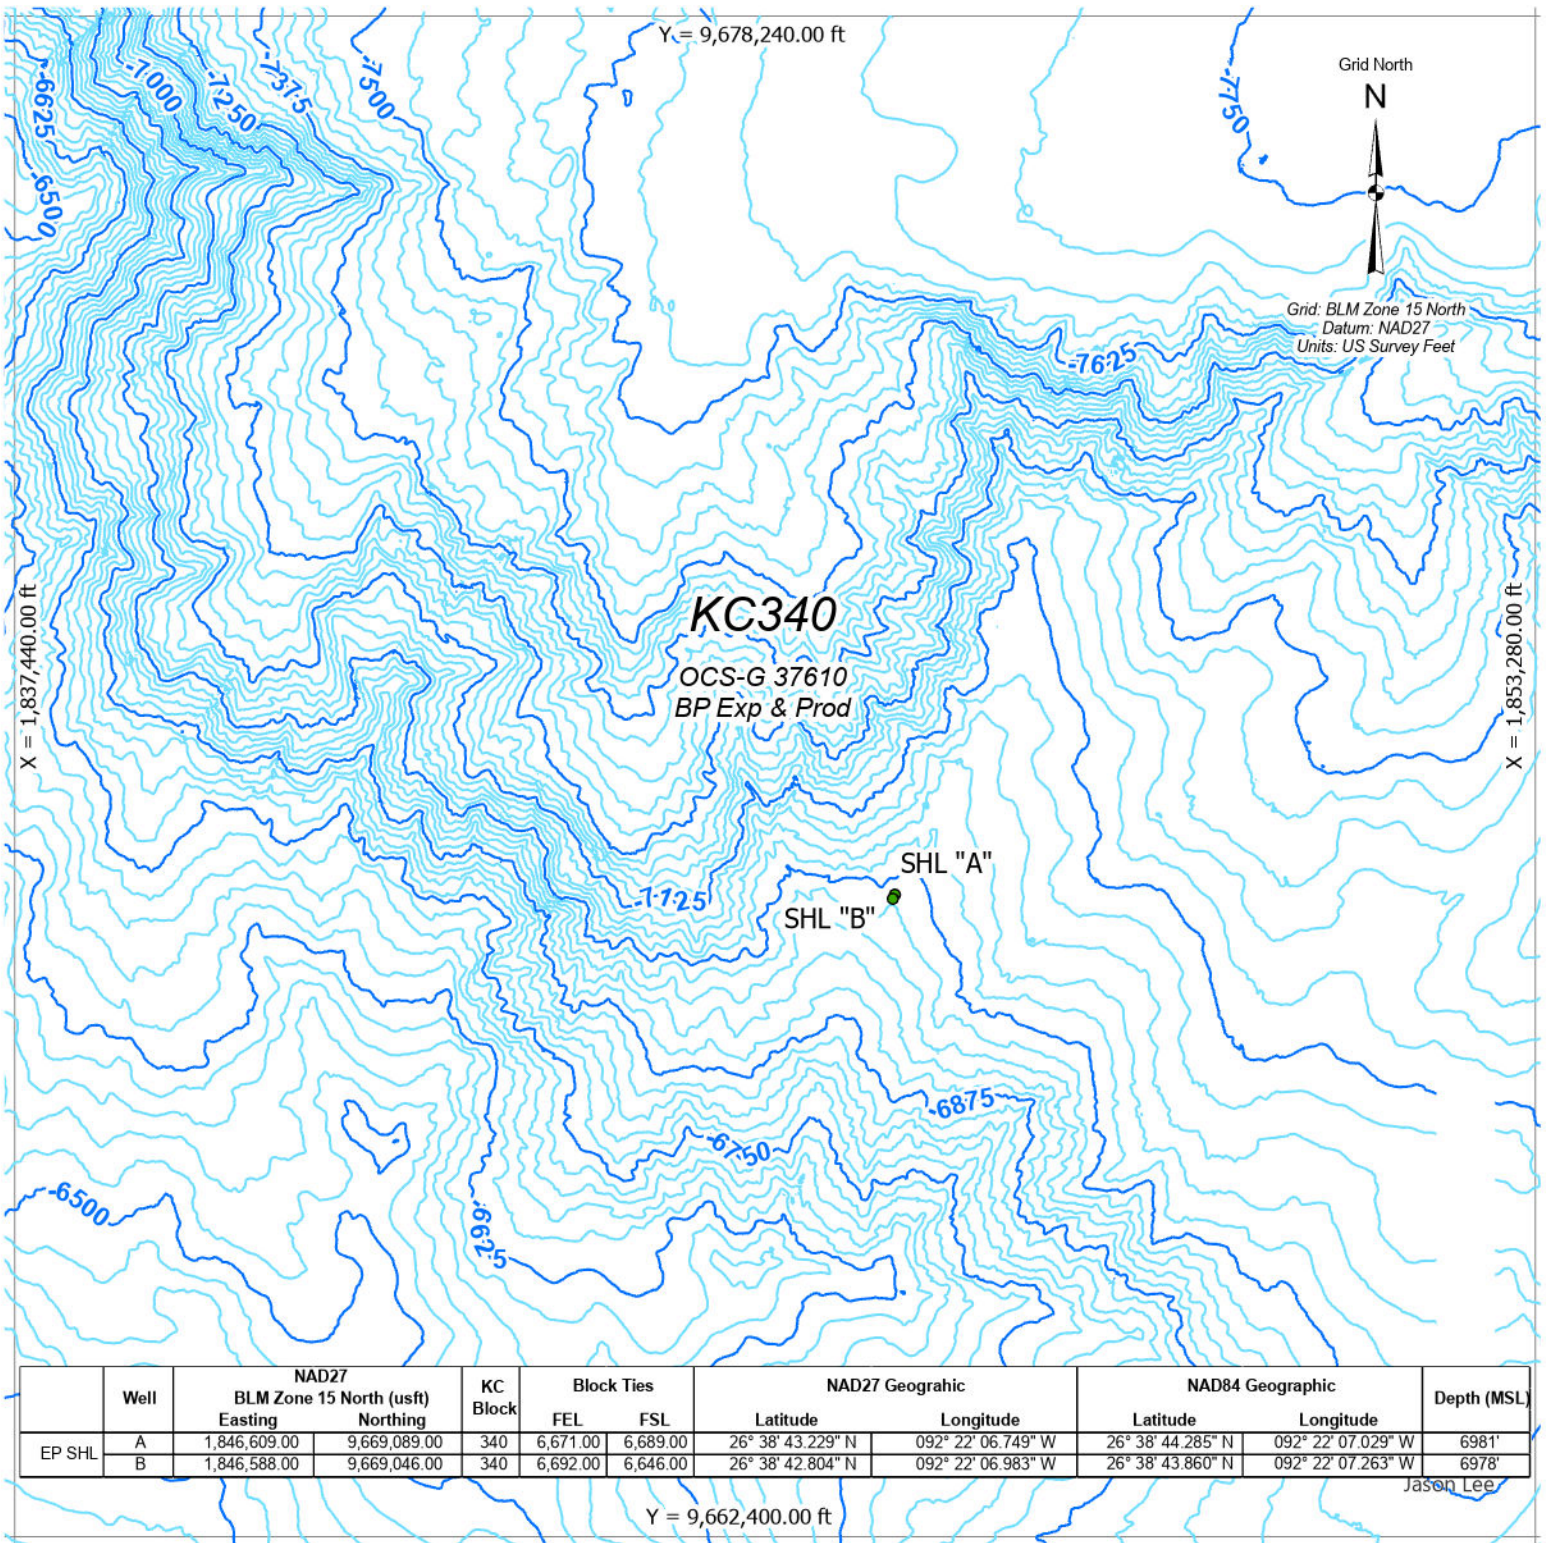 Y = 9,678,240.00 ft
Grid North
N
-6625
-7000
-7250
-7375
-7500
-7750
-6500
Grid: BLM Zone 15 North
Datum: NAD27
Units: US Survey Feet
-7625
X = 1,837,440.00 ft
KC340
OCS-G 37610
BP Exp & Prod
X = 1,853,280.00 ft
SHL "A"
-7125
SHL "B"
-6875
-6750
-6500
-6625
Well
NAD27
BLM Zone 15 North (usft)
Easting Northing
KC
Block
Block Ties
FEL FSL
NAD27 Geograhic
Latitude Longitude
NAD84 Geographic
Latitude Longitude
Depth (MSL)
EP SHL
A 1,846,609.00 9,669,089.00 340 6,671.00 6,689.00 26° 38' 43.229" N 092° 22' 06.749" W 26° 38' 44.285" N 092° 22' 07.029" W 6981'
B 1,846,588.00 9,669,046.00 340 6,692.00 6,646.00 26° 38' 42.804" N 092° 22' 06.983" W 26° 38' 43.860" N 092° 22' 07.263" W 6978'
Jason Lee
Y = 9,662,400.00 ft